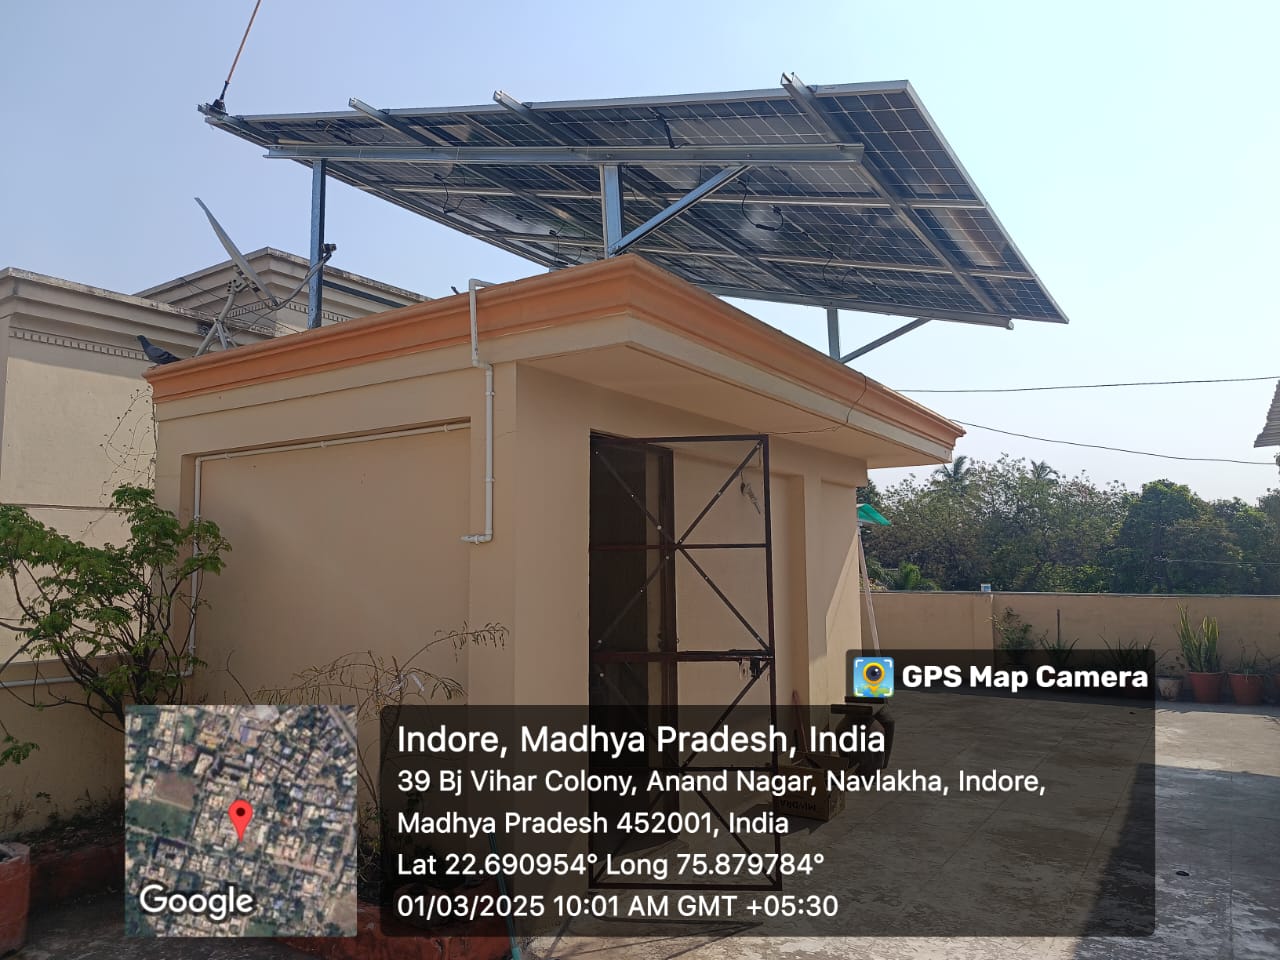 GPS Map Camera
Indore, Madhya Pradesh, India
39 Bj Vihar Colony, Anand Nagar, Navlakha, Indore,
Madhya Pradesh 452001, India
Lat 22.690954° Long 75.879784°
01/03/2025 10:01 AM GMT +05:30
Google